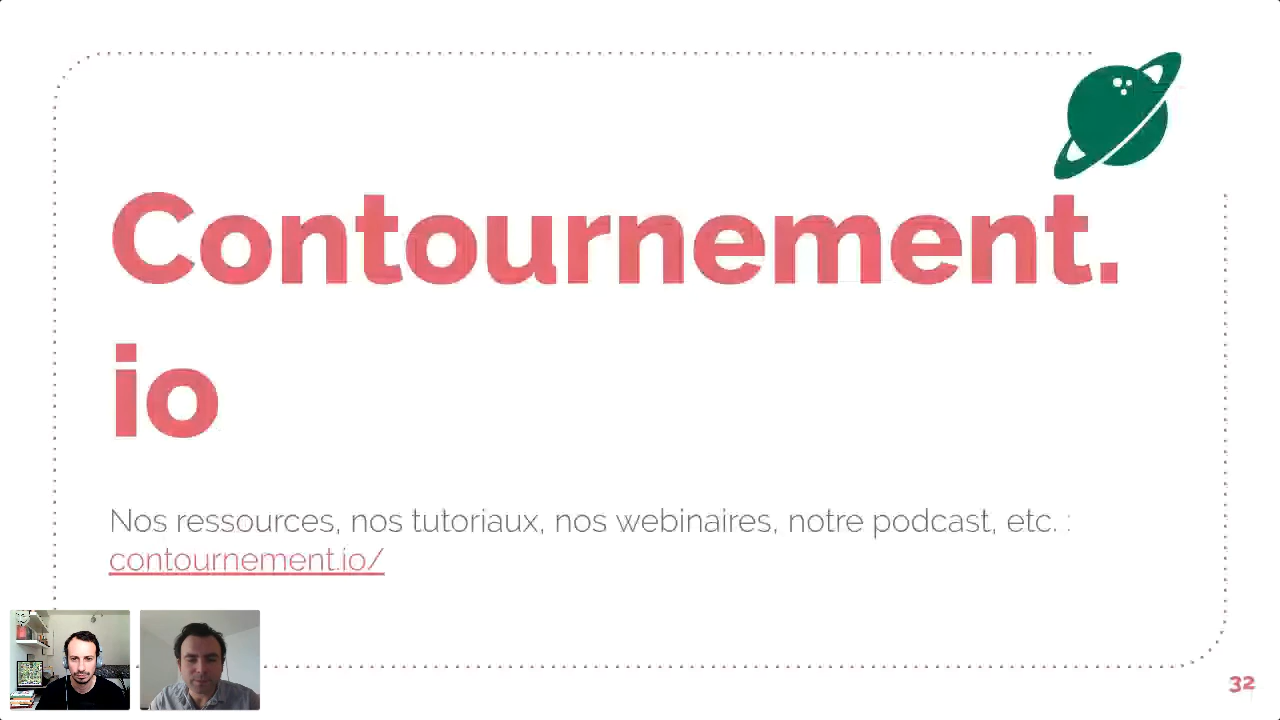 Contournement.
io
Nos ressources, nos tutoriaux, nos webinaires, notre podcast, etc. :
contournement.io/
32